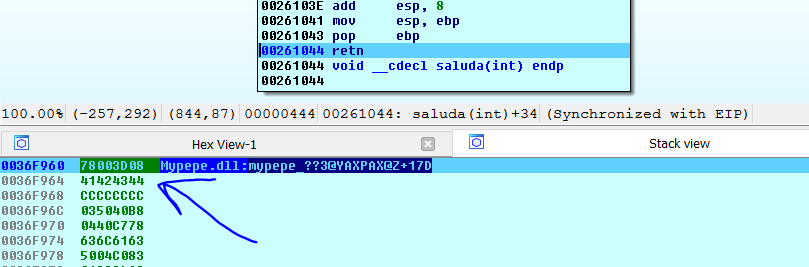 0026103E add esp, 8
00261041 mov esp, ebp
00261043 pop ebp
00261044 retn
00261044 void __cdecl saluda(int) endp
00261044
100.00% (-257,292) (844,87) 00000444 00261044: saluda(int)+34 (Synchronized with EIP)
Hex View-1 Stack view
0036F960 78003D08 Mypepe.dll:mypepe_??3@YAXPAX@Z+17D
0036F964 41424344
0036F968 CCCCCCCC
0036F96C 035040B8
0036F970 0440C778
0036F974 636C6163
0036F978 5004C083